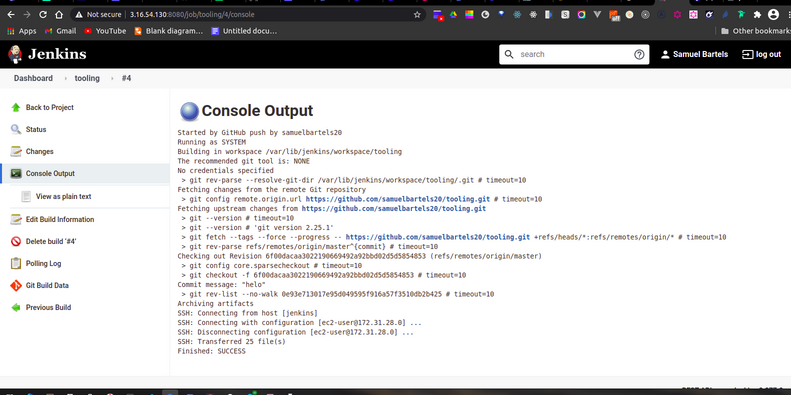 Not secure | 3.16.54.130:8080/job/tooling/4/console
Apps Gmail YouTube Blank diagram... Untitled docu... Other bookmarks
Jenkins search Samuel Bartels log out
Dashboard tooling #4
Back to Project
Status
Changes
Console Output
View as plain text
Edit Build Information
Delete build '#4'
Polling Log
Git Build Data
Previous Build
Console Output
Started by GitHub push by samuelbartels20
Running as SYSTEM
Building in workspace /var/lib/jenkins/workspace/tooling
The recommended git tool is: NONE
No credentials specified
> git rev-parse --resolve-git-dir /var/lib/jenkins/workspace/tooling/.git # timeout=10
Fetching changes from the remote Git repository
> git config remote.origin.url https://github.com/samuelbartels20/tooling.git # timeout=10
Fetching upstream changes from https://github.com/samuelbartels20/tooling.git
> git --version # timeout=10
> git --version # 'git version 2.25.1'
> git fetch --tags --force --progress -- https://github.com/samuelbartels20/tooling.git +refs/heads/*:refs/remotes/origin/* # timeout=10
> git rev-parse refs/remotes/origin/master^{commit} # timeout=10
Checking out Revision 6f00dacaa3022190669492a92bbd02d5d5854853 (refs/remotes/origin/master)
> git config core.sparsecheckout # timeout=10
> git checkout -f 6f00dacaa3022190669492a92bbd02d5d5854853 # timeout=10
Commit message: "helo"
> git rev-list --no-walk 0e93e713017e95d049595f916a57f3510db2b425 # timeout=10
Archiving artifacts
SSH: Connecting from host [jenkins]
SSH: Connecting with configuration [ec2-user@172.31.28.0] ...
SSH: Disconnecting configuration [ec2-user@172.31.28.0] ...
SSH: Transferred 25 file(s)
Finished: SUCCESS